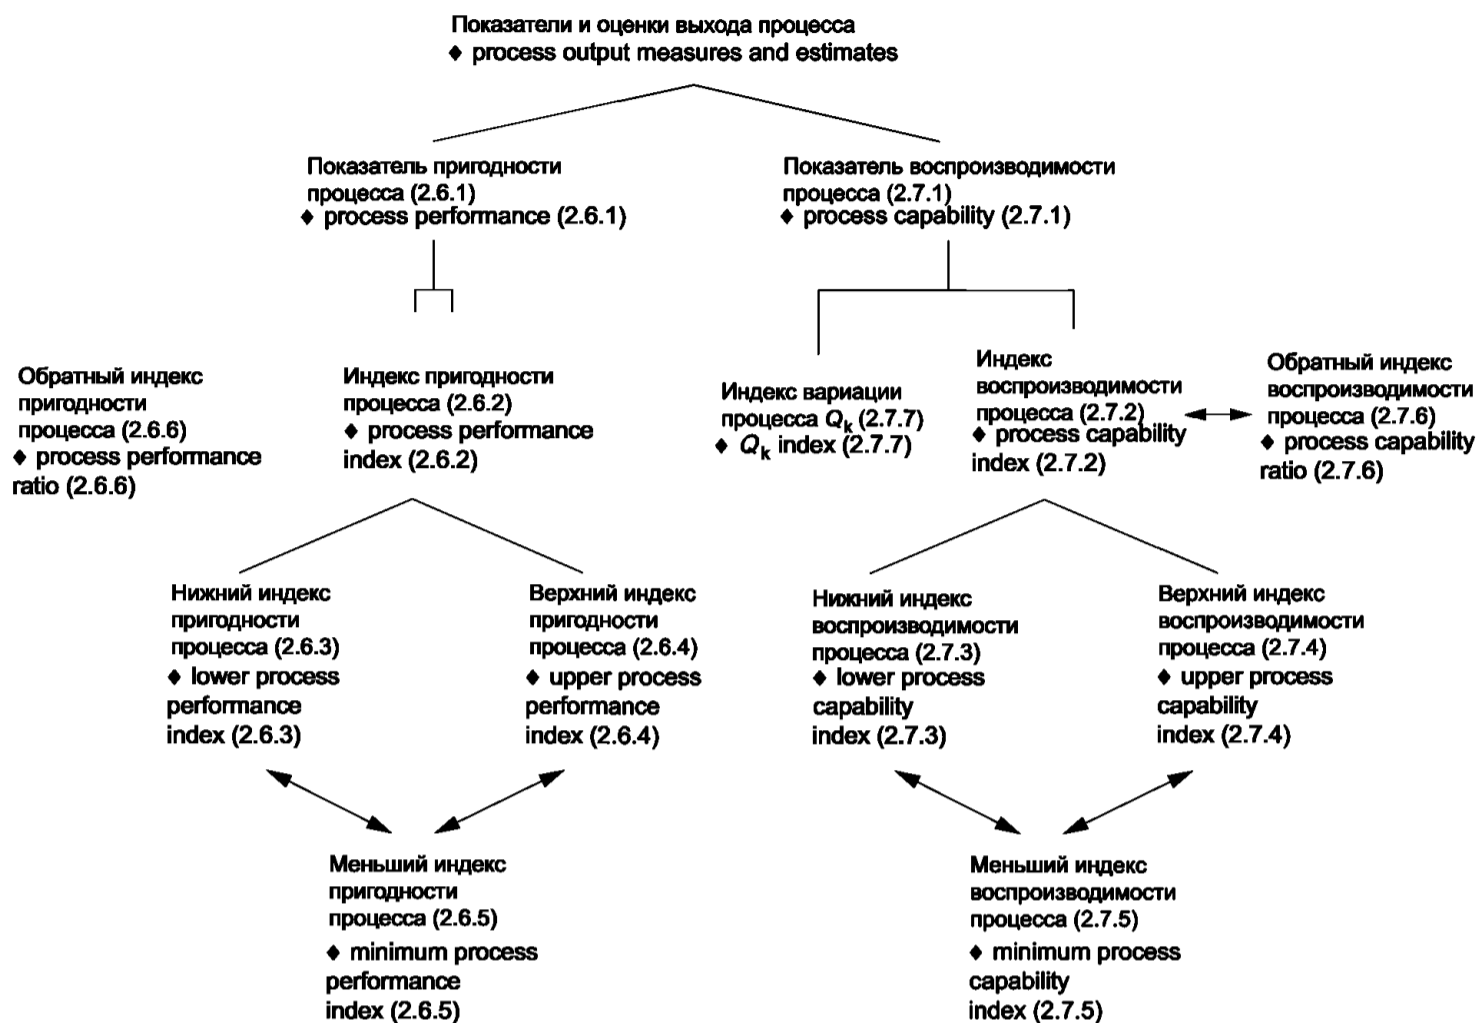 Показатели и оценки выхода процесса
♦ process output measures and estimates
Показатель пригодности
процесса (2.6.1)
♦ process performance (2.6.1)
Показатель воспроизводимости
процесса (2.7.1)
♦ process capability (2.7.1)
Обратный индекс
пригодности
процесса (2.6.6)
♦ process performance
ratio (2.6.6)
Индекс пригодности
процесса (2.6.2)
♦ process performance
index (2.6.2)
Индекс вариации
процесса Qk (2.7.7)
♦ Qk index (2.7.7)
Индекс
воспроизводимости
процесса (2.7.2)
♦ process capability
index (2.7.2)
Обратный индекс
воспроизводимости
процесса (2.7.6)
♦ process capability
ratio (2.7.6)
Нижний индекс
пригодности
процесса (2.6.3)
♦ lower process
performance
index (2.6.3)
Верхний индекс
пригодности
процесса (2.6.4)
♦ upper process
performance
index (2.6.4)
Нижний индекс
воспроизводимости
процесса (2.7.3)
♦ lower process
capability
index (2.7.3)
Верхний индекс
воспроизводимости
процесса (2.7.4)
♦ upper process
capability
index (2.7.4)
Меньший индекс
пригодности
процесса (2.6.5)
♦ minimum process
performance
index (2.6.5)
Меньший индекс
воспроизводимости
процесса (2.7.5)
♦ minimum process
capability
index (2.7.5)